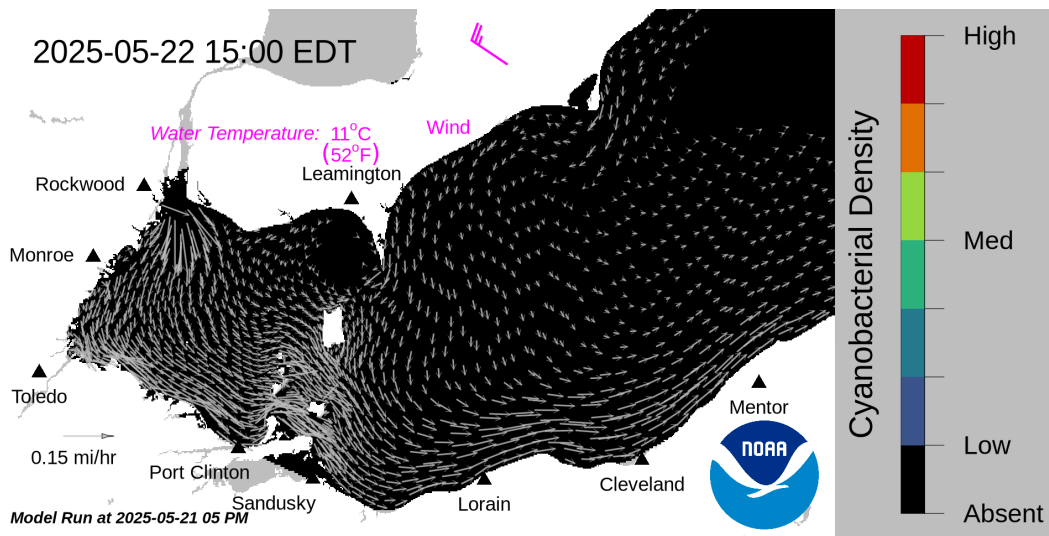 2025-05-22 15:00 EDT
Water Temperature: 11°C
(52°F)
Wind
Leamington
Rockwood
Monroe
Toledo
0.15 mi/hr
Port Clinton
Sandusky
Lorain
Cleveland
Mentor
NOAA
Model Run at 2025-05-21 05 PM
Cyanobacterial Density
High
Med
Low
Absent